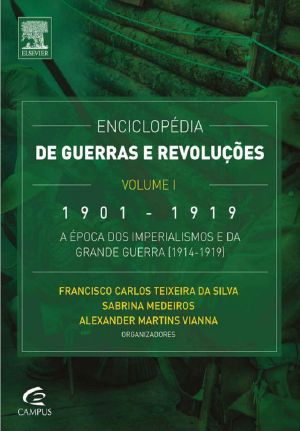 ELSEVIER
ENCICLOPÉDIA
DE GUERRAS E REVOLUÇÕES
VOLUME I
1901 - 1919
A ÉPOCA DOS IMPERIALISMOS E DA
GRANDE GUERRA (1914-1919)
FRANCISCO CARLOS TEIXEIRA DA SILVA
SABRINA MEDEIROS
ALEXANDER MARTINS VIANNA
ORGANIZADORES
CAMPUS